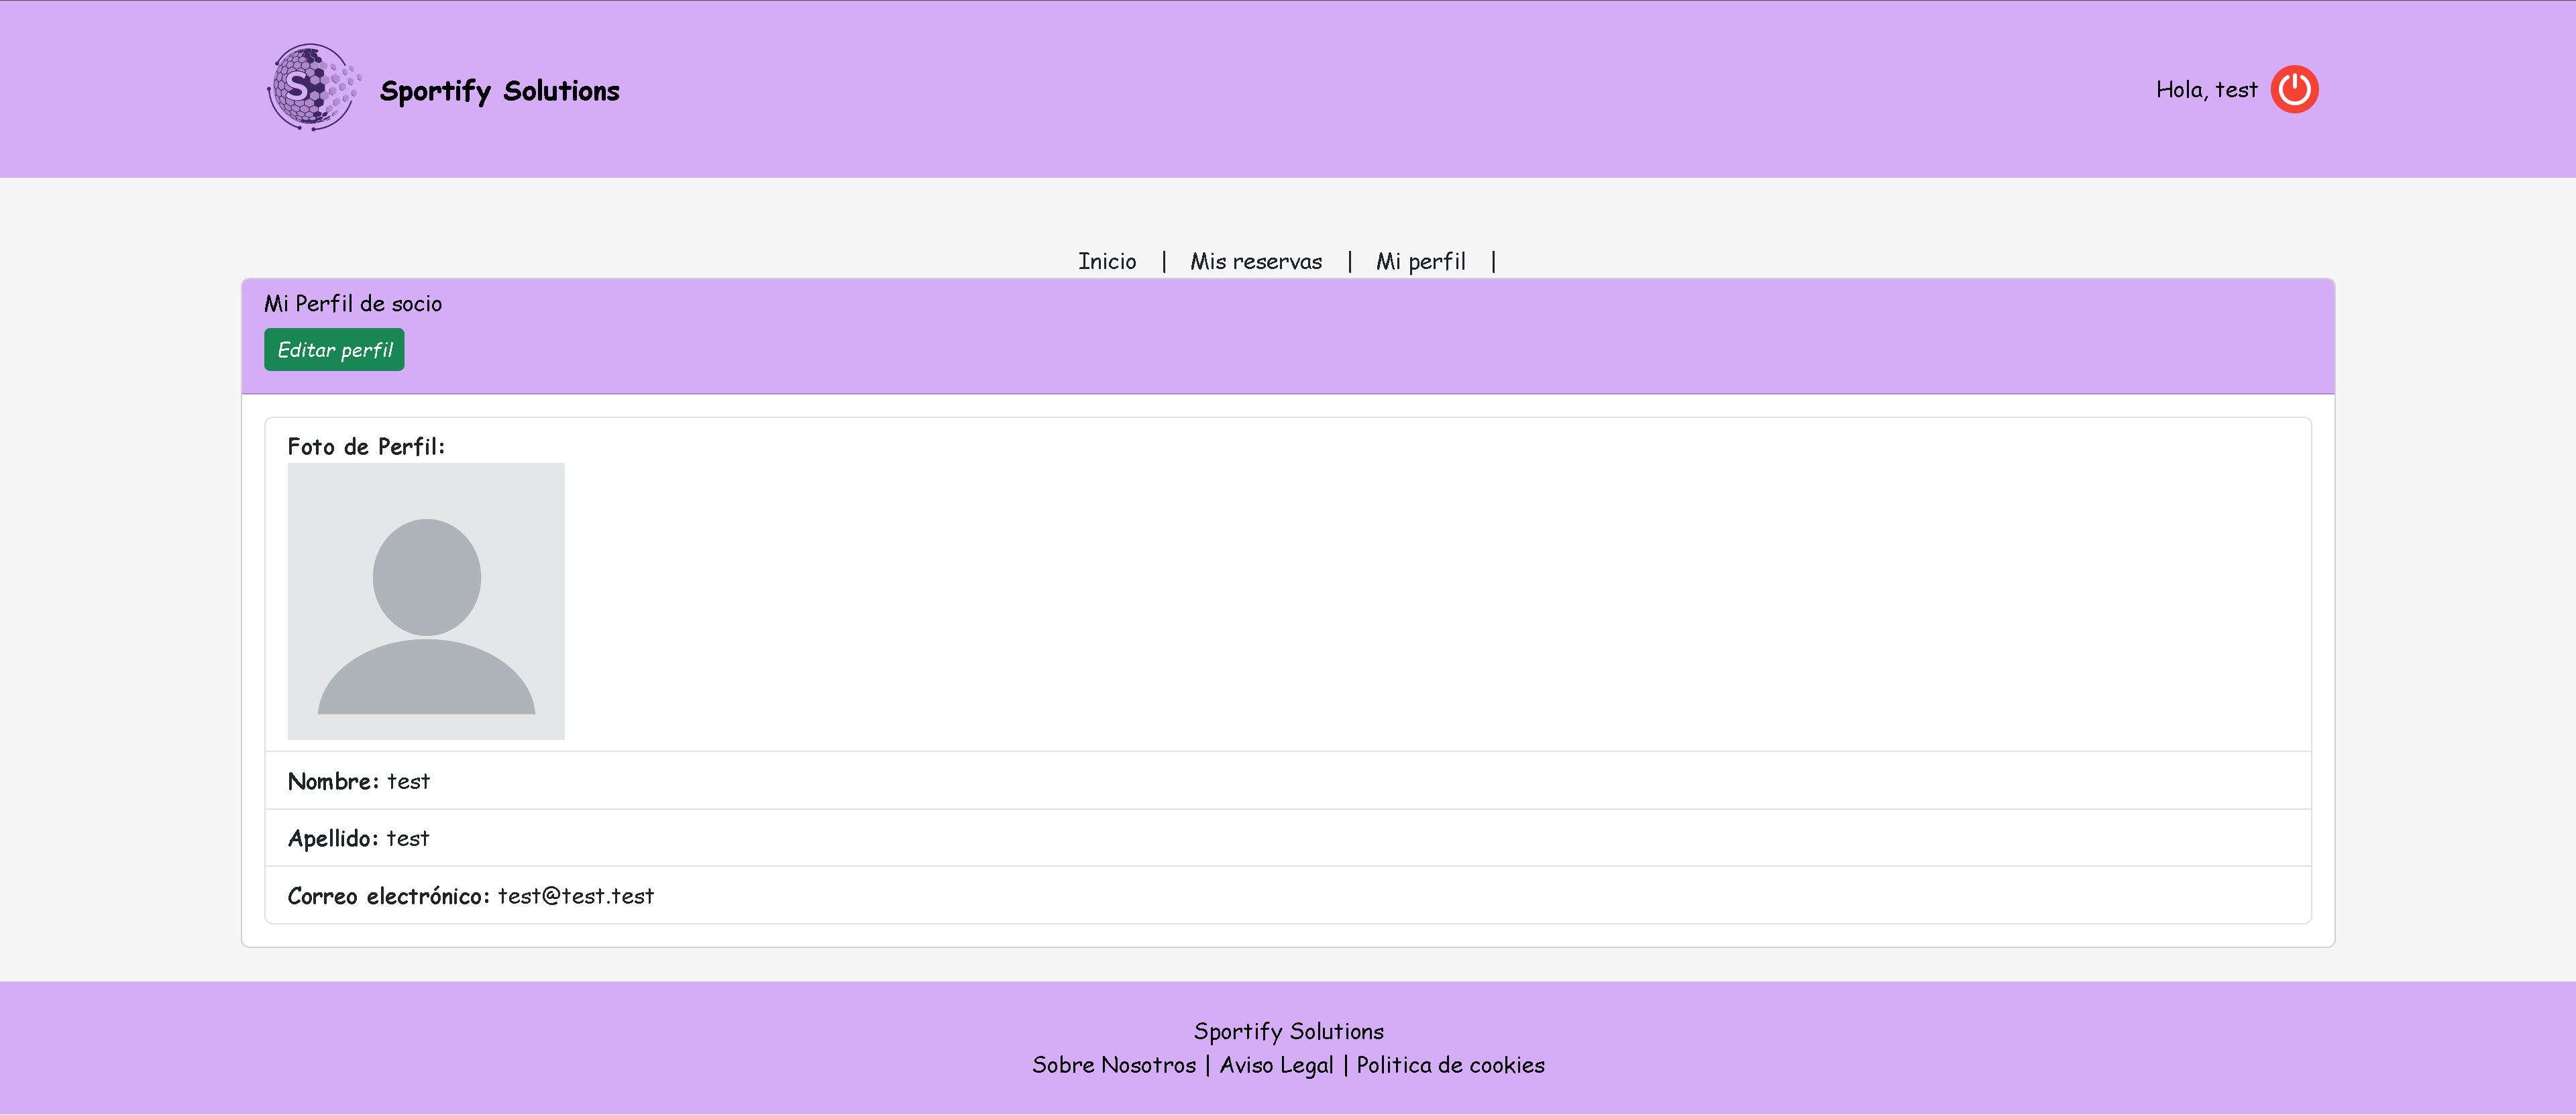 S
Sportify Solutions
Hola, test
Inicio | Mis reservas | Mi perfil |
Mi Perfil de socio
Editar perfil
Foto de Perfil:
Nombre: test
Apellido: test
Correo electrónico: test@test.test
Sportify Solutions
Sobre Nosotros | Aviso Legal | Politica de cookies